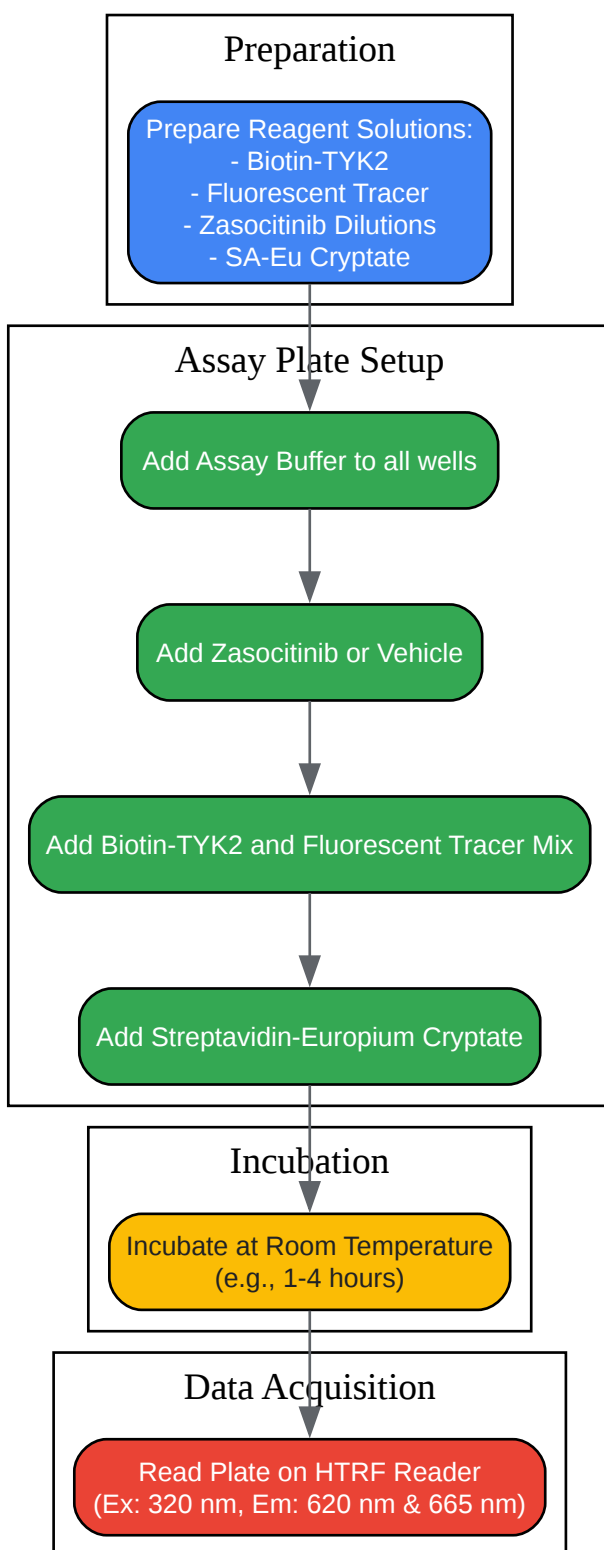 Preparation
Prepare Reagent Solutions:
- Biotin-TYK2
- Fluorescent Tracer
- Zasocitinib Dilutions
- SA-Eu Cryptate
Assay Plate Setup
Add Assay Buffer to all wells
Add Zasocitinib or Vehicle
Add Biotin-TYK2 and Fluorescent Tracer Mix
Add Streptavidin-Europium Cryptate
Incubation
Incubate at Room Temperature
(e.g., 1-4 hours)
Data Acquisition
Read Plate on HTRF Reader
(Ex: 320 nm, Em: 620 nm & 665 nm)